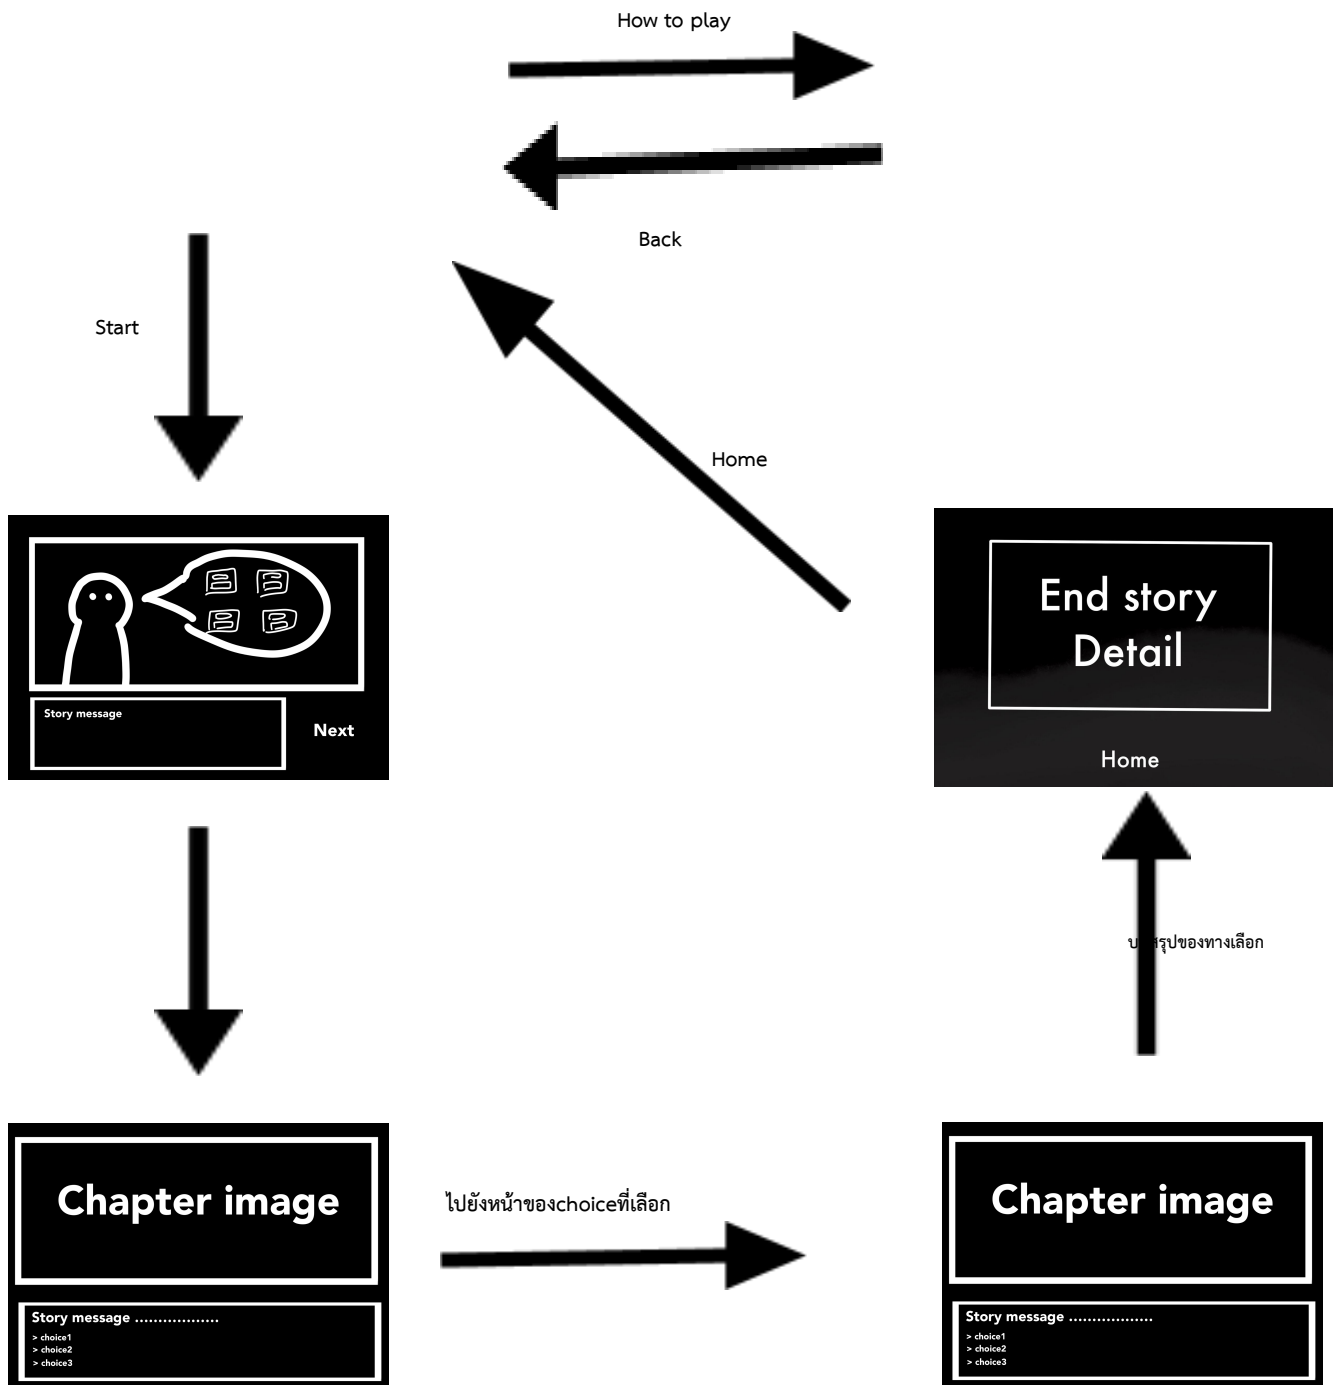 How to play
Back
Start
Home
Story message
Next
End story
Detail
Home
สรุปของทางเลือก
Chapter image
Story message ..................
> choice1
> choice2
> choice3
ไปยังหน้าของchoiceที่เลือก
Chapter image
Story message ..................
> choice1
> choice2
> choice3